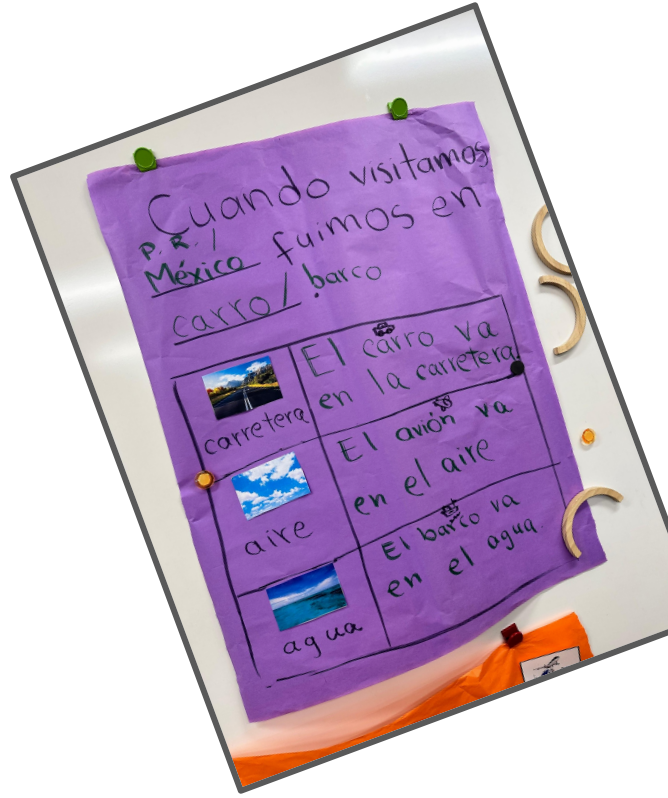 Cuando visitamos
P.R./
México fuimos en
carro/barco
El carro va
en la carretera.
carretera
El avión va
en el aire
aire
El barco va
en el agua.
agua